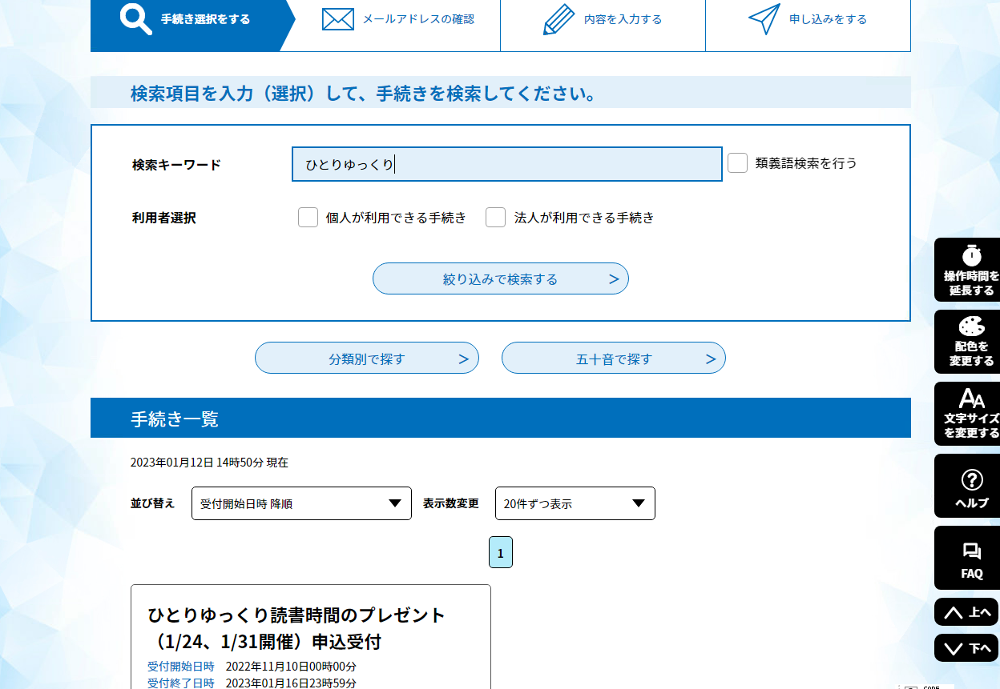 手続き選択をする
メールアドレスの確認
内容を入力する
申し込みをする
検索項目を入力（選択）して、手続きを検索してください。
検索キーワード
ひとりゆっくり
類義語検索を行う
利用者選択
個人が利用できる手続き
法人が利用できる手続き
絞り込みで検索する
分類別で探す
五十音で探す
手続き一覧
2023年01月12日 14時50分 現在
並び替え
受付開始日時 降順
表示数変更
20件ずつ表示
1
ひとりゆっくり読書時間のプレゼント
（1/24、1/31開催）申込受付
受付開始日時 2022年11月10日00時00分
受付終了日時 2023年01月16日23時59分
操作時間を
延長する
配色を
変更する
文字サイズ
を変更する
ヘルプ
FAQ
上へ
下へ